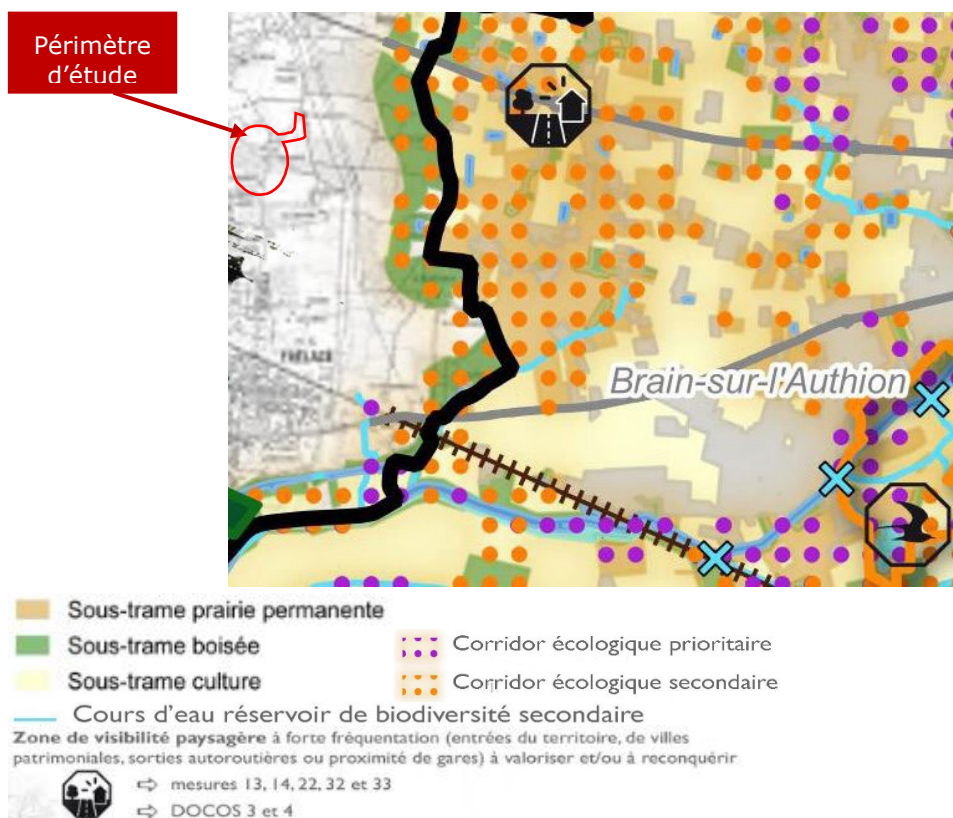 Périmètre
d'étude
Brain-sur-l'Authion
Sous-trame prairie permanente
Sous-trame boisée
Corridor écologique prioritaire
Sous-trame culture
Corridor écologique secondaire
Cours d'eau réservoir de biodiversité secondaire
Zone de visibilité paysagère à forte fréquentation (entrées du territoire, de villes
patrimoniales, sorties autoroutières ou proximité de gares) à valoriser et/ou à reconquérir
⇨ mesures 13, 14, 22, 32 et 33
⇨ DOCOS 3 et 4